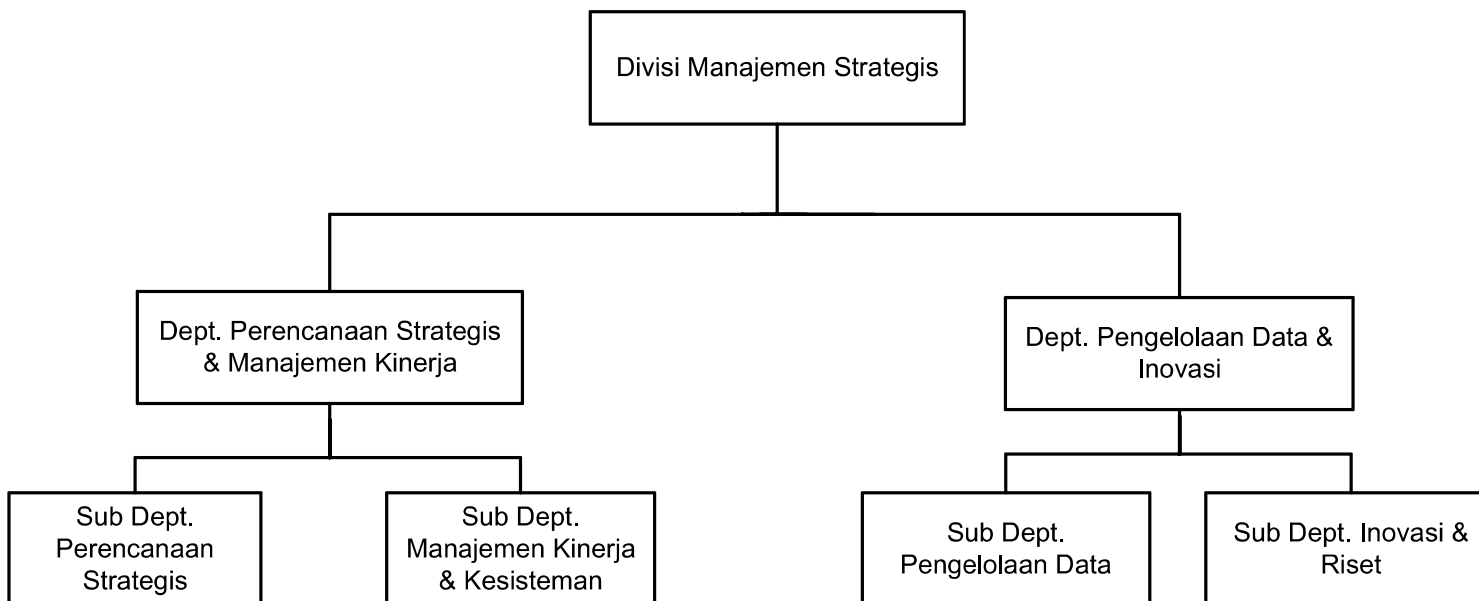 Divisi Manajemen Strategis
Dept. Perencanaan Strategis
& Manajemen Kinerja
Dept. Pengelolaan Data &
Inovasi
Sub Dept.
Perencanaan
Strategis
Sub Dept.
Manajemen Kinerja
& Kesisteman
Sub Dept.
Pengelolaan Data
Sub Dept. Inovasi &
Riset